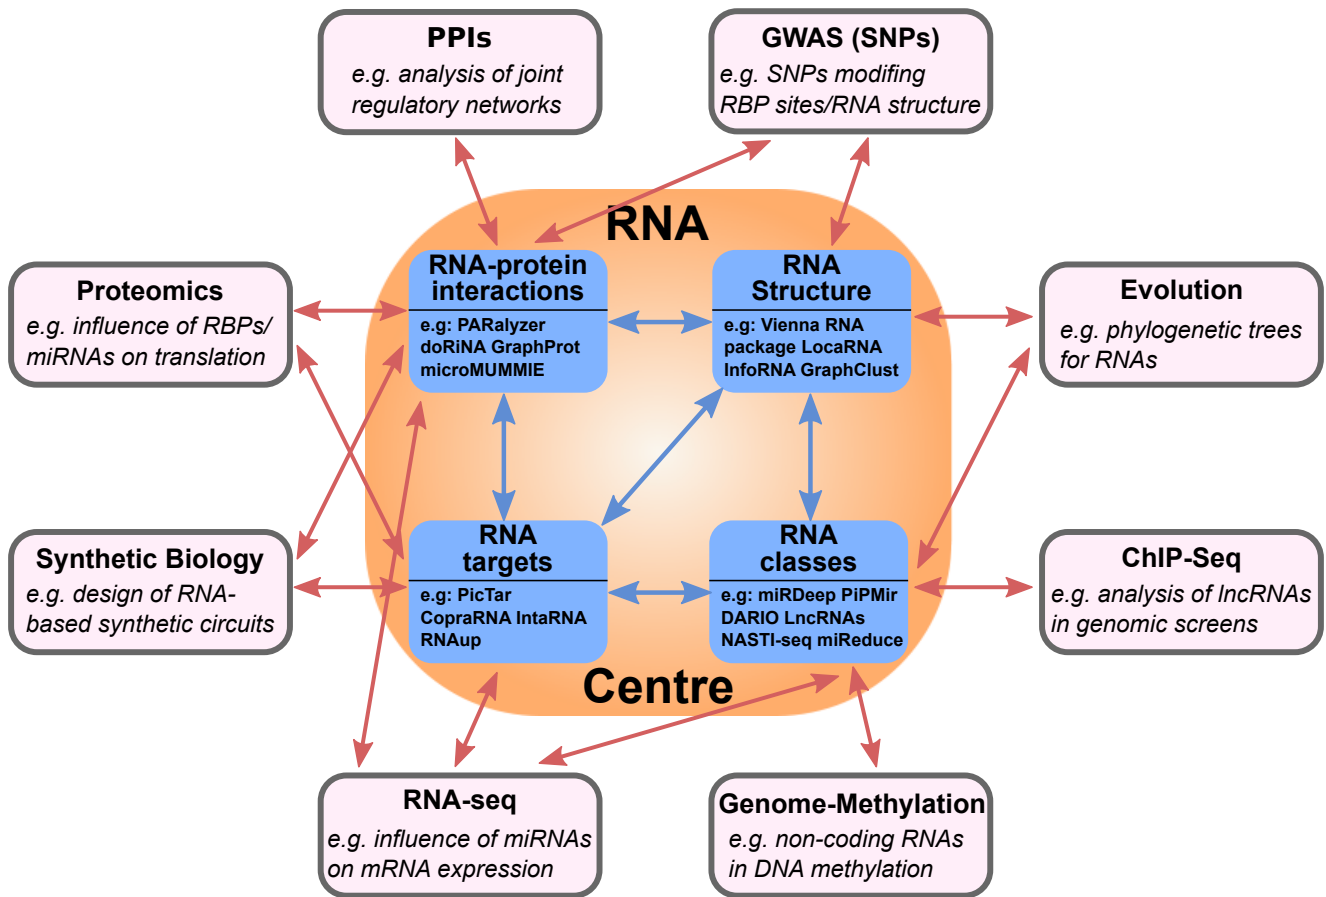 PPIs
e.g. analysis of joint
regulatory networks
GWAS (SNPs)
e.g. SNPs modifing
RBP sites/RNA structure
RNA
Proteomics
e.g. influence of RBPs/
miRNAs on translation
RNA-protein
interactions
e.g: PARalyzer
doRiNA GraphProt
microMUMMIE
RNA
Structure
e.g: Vienna RNA
package LocaRNA
InfoRNA GraphClust
Evolution
e.g. phylogenetic trees
for RNAs
Synthetic Biology
e.g. design of RNA-
based synthetic circuits
RNA
targets
e.g: PicTar
CopraRNA IntaRNA
RNAup
RNA
classes
e.g: miRDeep PiPMir
DARIO LncRNAs
NASTI-seq miReduce
ChIP-Seq
e.g. analysis of lncRNAs
in genomic screens
Centre
RNA-seq
e.g. influence of miRNAs
on mRNA expression
Genome-Methylation
e.g. non-coding RNAs
in DNA methylation